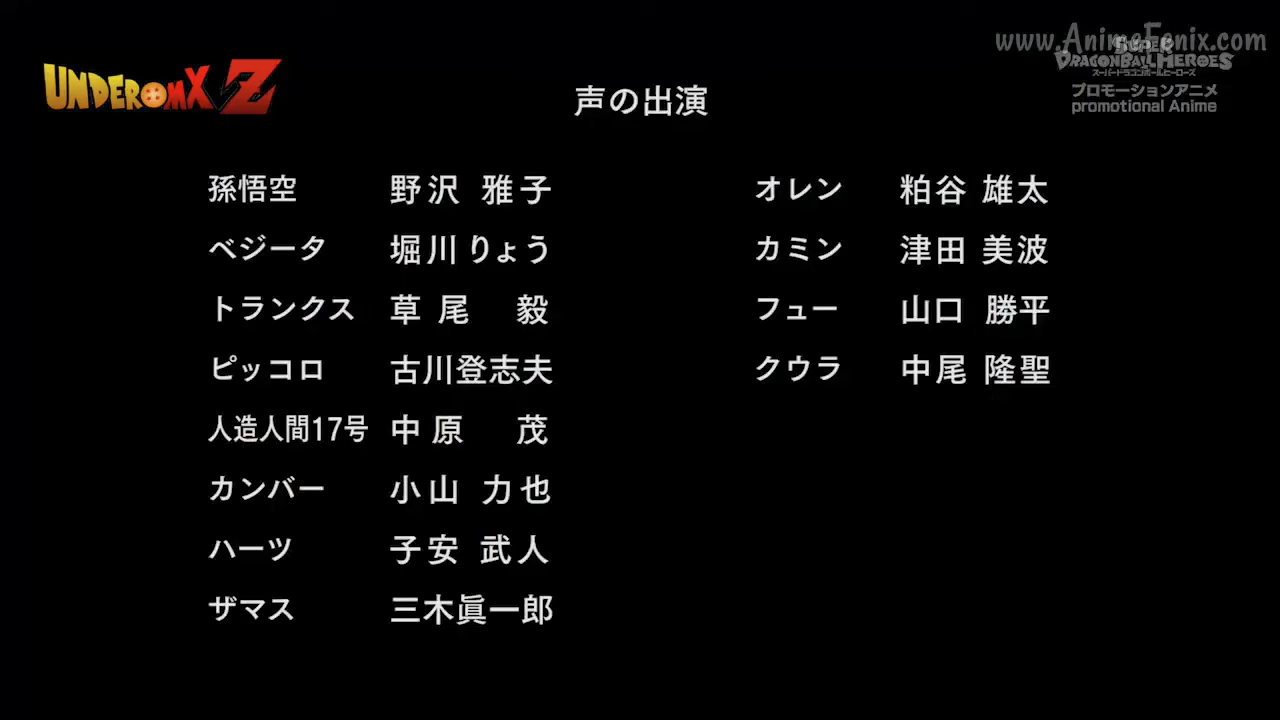 www.AnimeFenix.com
SUPER
DRAGONBALL HEROES
スーパードラゴンボールヒーローズ
プロモーションアニメ
promotional Anime
UNDEROMX Z
声の出演
孫悟空 野沢 雅子
ベジータ 堀川りょう
トランクス 草尾 毅
ピッコロ 古川登志夫
人造人間17号 中原 茂
カンバー 小山 力也
ハーツ 子安 武人
ザマス 三木眞一郎
オレン 粕谷 雄太
カミン 津田 美波
フュー 山口 勝平
クウラ 中尾 隆聖